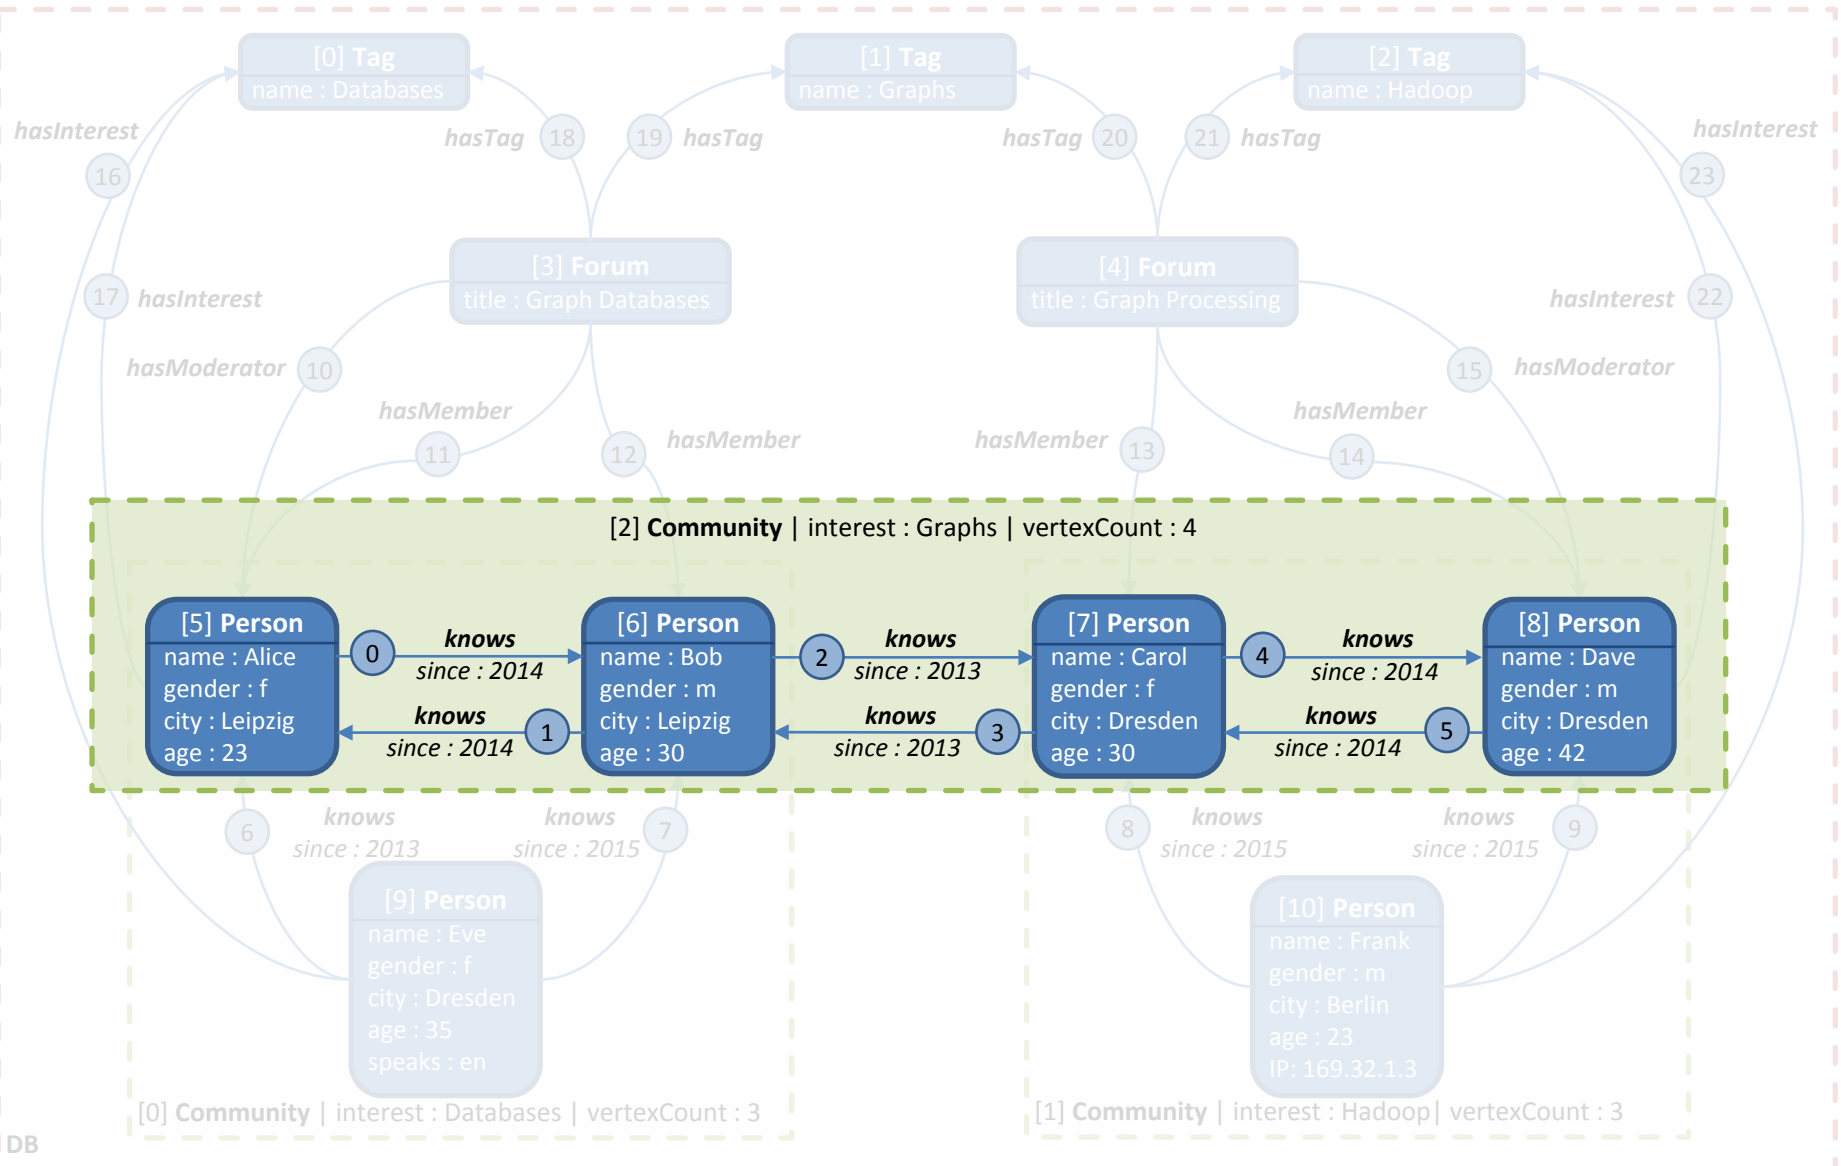 [0] Tag
name : Databases
[1] Tag
name : Graphs
[2] Tag
name : Hadoop
hasInterest
16
hasTag
18
19
hasTag
hasTag
20
21
hasTag
hasInterest
23
17
hasInterest
[3] Forum
title : Graph Databases
[4] Forum
title : Graph Processing
hasInterest
22
hasModerator
10
15
hasModerator
hasMember
11
12
hasMember
hasMember
13
hasMember
14
[2] Community | interest : Graphs | vertexCount : 4
[5] Person
name : Alice
gender : f
city : Leipzig
age : 23
0
knows
since : 2014
knows
since : 2014
1
[6] Person
name : Bob
gender : m
city : Leipzig
age : 30
2
knows
since : 2013
knows
since : 2013
3
[7] Person
name : Carol
gender : f
city : Dresden
age : 30
4
knows
since : 2014
knows
since : 2014
5
[8] Person
name : Dave
gender : m
city : Dresden
age : 42
6
knows
since : 2013
knows
since : 2015
7
8
knows
since : 2015
knows
since : 2015
9
[9] Person
name : Eve
gender : f
city : Dresden
age : 35
speaks : en
[10] Person
name : Frank
gender : m
city : Berlin
age : 23
IP: 169.32.1.3
[0] Community | interest : Databases | vertexCount : 3
[1] Community | interest : Hadoop| vertexCount : 3
DB